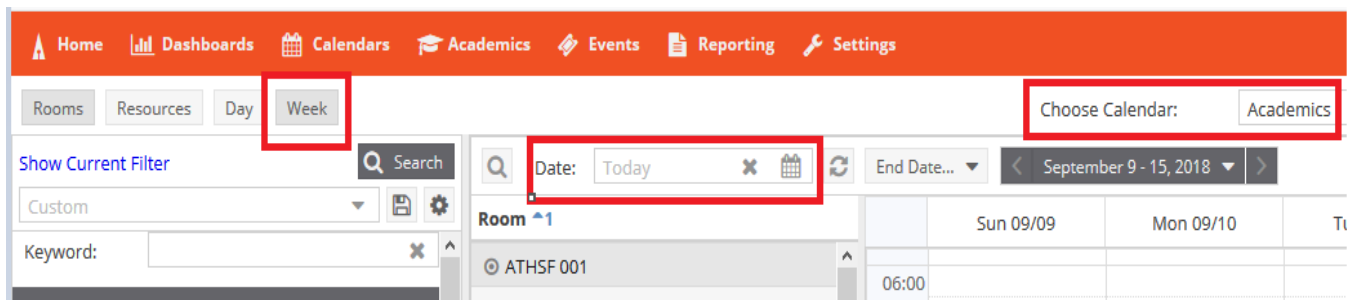 Home Dashboards Calendars Academics Events Reporting Settings
Rooms Resources Day Week Choose Calendar: Academics
Show Current Filter Search Date: Today End Date... September 9 - 15, 2018
Custom
Room 1 Sun 09/09 Mon 09/10
Keyword:
ATHSF 001
06:00